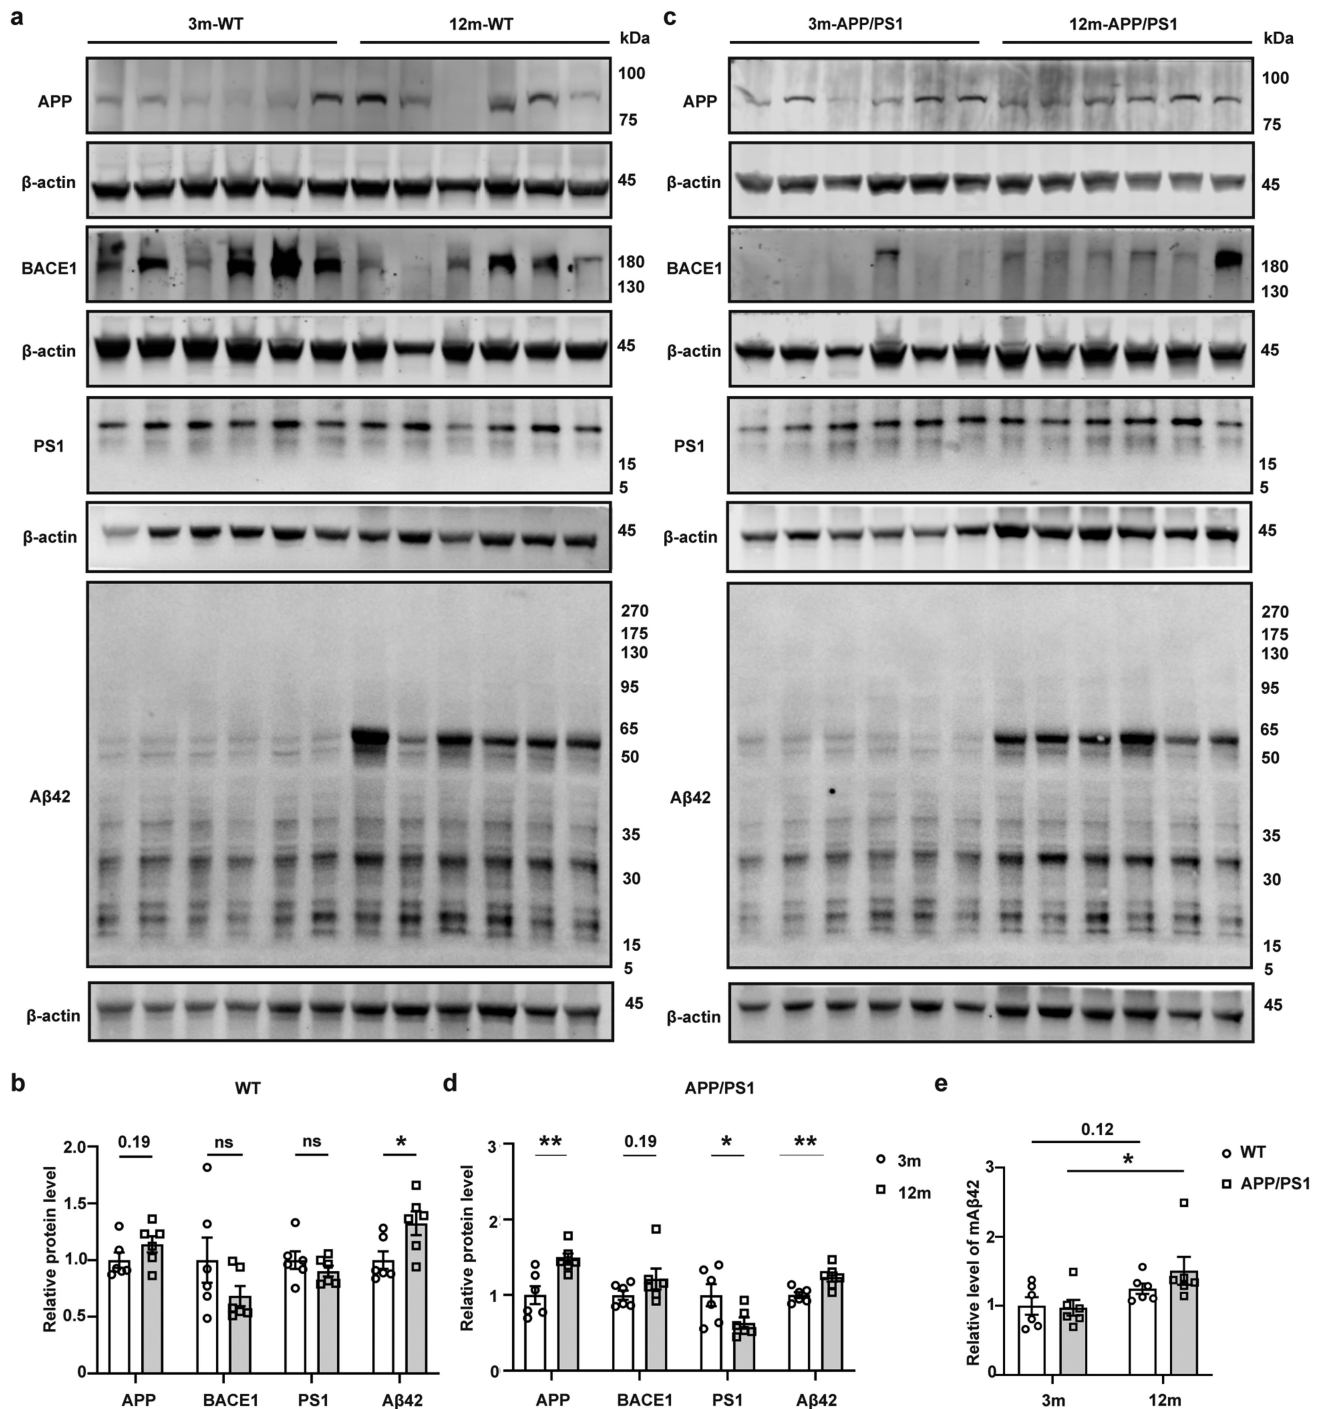 a
3m-WT 12m-WT
kDa
APP
100
75
β-actin
45
BACE1
180
130
β-actin
45
PS1
15
5
β-actin
45
Aβ42
270
175
130
95
65
50
35
30
15
5
β-actin
45
c
3m-APP/PS1 12m-APP/PS1
kDa
APP
100
75
β-actin
45
BACE1
180
130
β-actin
45
PS1
15
5
β-actin
45
Aβ42
270
175
130
95
65
50
35
30
15
5
β-actin
45
b
WT
Relative protein level
2.0
1.5
1.0
0.5
0
0.19 ns ns *
APP BACE1 PS1 Aβ42
d
APP/PS1
Relative protein level
3
2
1
0
** 0.19 * **
APP BACE1 PS1 Aβ42
3m
12m
e
Relative level of mAβ42
3
2
1
0
0.12
*
3m 12m
WT
APP/PS1